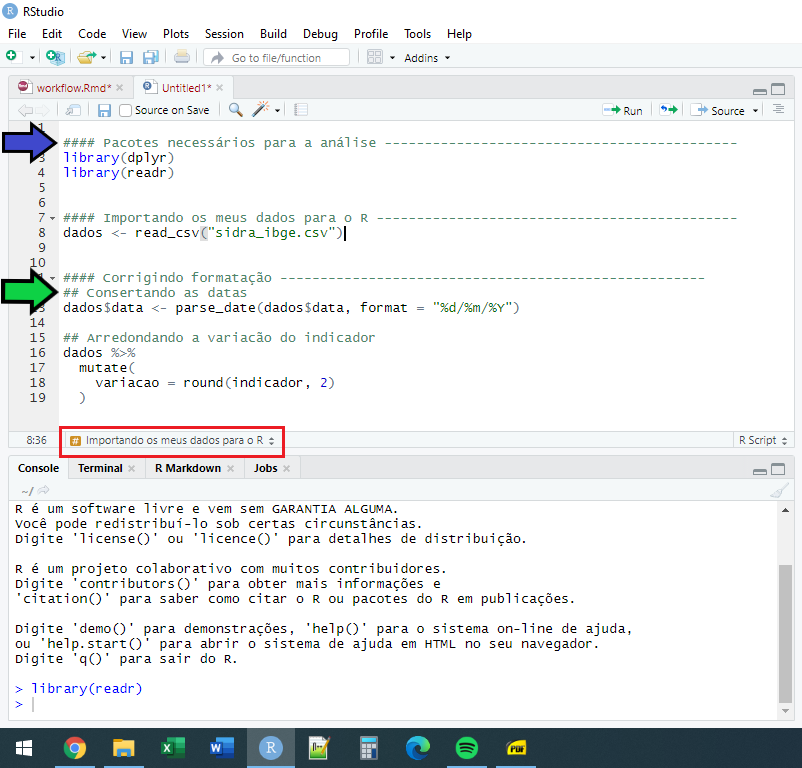 RStudio
File Edit Code View Plots Session Build Debug Profile Tools Help
Go to file/function Addins
workflow.Rmd* Untitled1*
Source on Save Run Source
1
#### Pacotes necessários para a análise -------------------------------------------
3 library(dplyr)
4 library(readr)
5
6
7 #### Importando os meus dados para o R --------------------------------------------
8 dados <- read_csv("sidra_ibge.csv")
9
10
#### Corrigindo formatação ----------------------------------------------------
## Consertando as datas
13 dados$data <- parse_date(dados$data, format = "%d/%m/%Y")
14
15 ## Arredondando a variacão do indicador
16 dados %>%
17 mutate(
18 variacao = round(indicador, 2)
19 )
8:36 # Importando os meus dados para o R R Script
Console Terminal R Markdown Jobs
~/
R é um software livre e vem sem GARANTIA ALGUMA.
Você pode redistribuí-lo sob certas circunstâncias.
Digite 'license()' ou 'licence()' para detalhes de distribuição.
R é um projeto colaborativo com muitos contribuidores.
Digite 'contributors()' para obter mais informações e
'citation()' para saber como citar o R ou pacotes do R em publicações.
Digite 'demo()' para demonstrações, 'help()' para o sistema on-line de ajuda,
ou 'help.start()' para abrir o sistema de ajuda em HTML no seu navegador.
Digite 'q()' para sair do R.
> library(readr)
>
R PDF